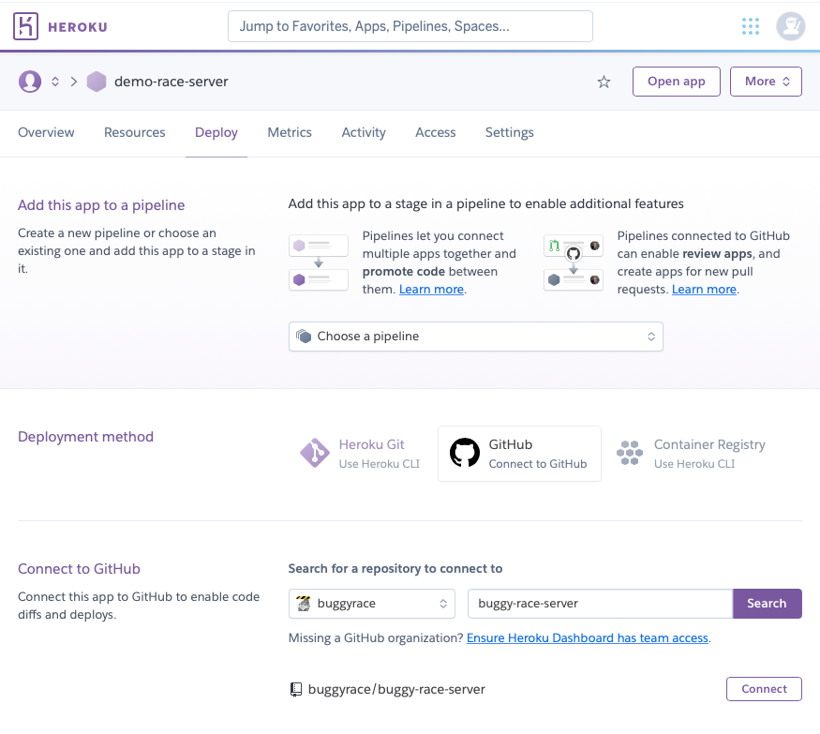 HEROKU
Jump to Favorites, Apps, Pipelines, Spaces...
demo-race-server
Open app
More
Overview
Resources
Deploy
Metrics
Activity
Access
Settings
Add this app to a pipeline
Create a new pipeline or choose an
existing one and add this app to a stage in
it.
Add this app to a stage in a pipeline to enable additional features
Pipelines let you connect
multiple apps together and
promote code between
them. Learn more.
Pipelines connected to GitHub
can enable review apps, and
create apps for new pull
requests. Learn more.
Choose a pipeline
Deployment method
Heroku Git
Use Heroku CLI
GitHub
Connect to GitHub
Container Registry
Use Heroku CLI
Connect to GitHub
Connect this app to GitHub to enable code
diffs and deploys.
Search for a repository to connect to
buggyrace
buggy-race-server
Search
Missing a GitHub organization? Ensure Heroku Dashboard has team access.
buggyrace/buggy-race-server
Connect